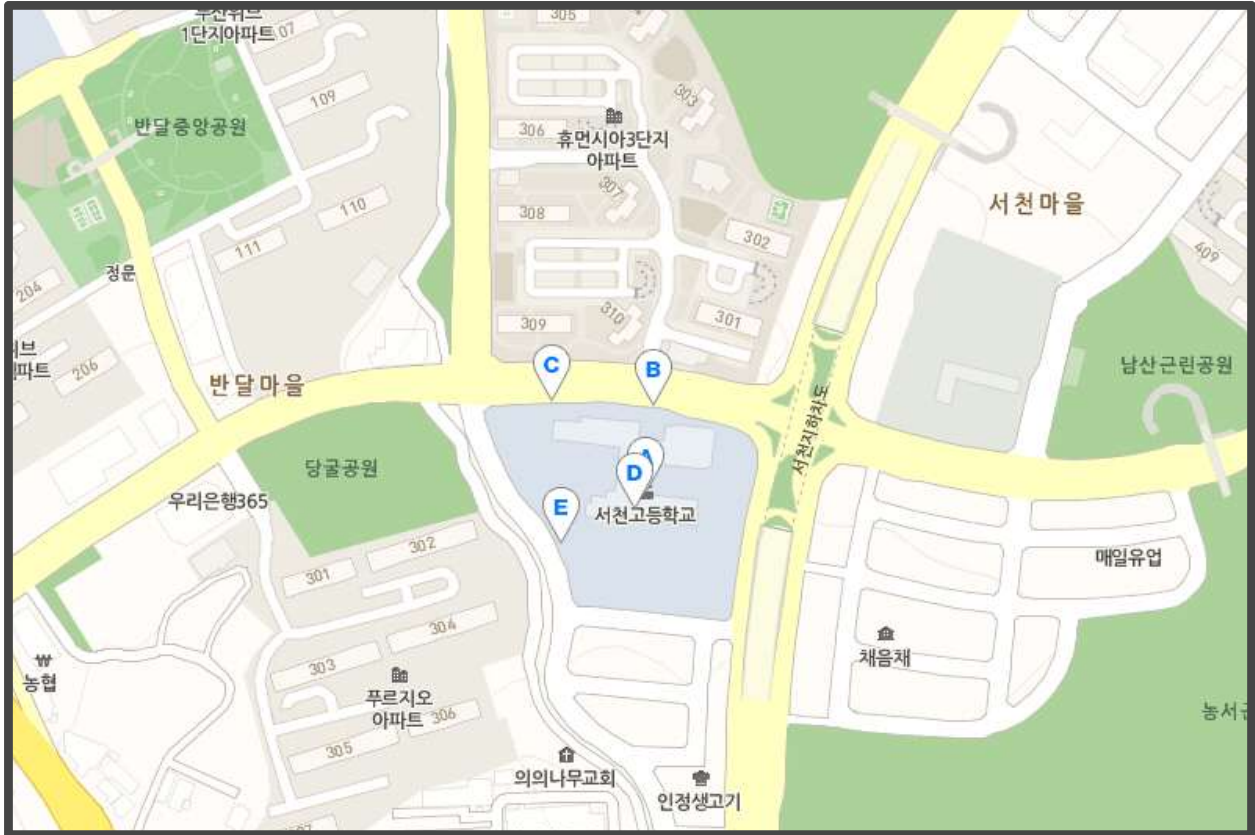 1단지아파트
07
305
109
반달중앙공원
303
306
휴먼시아3단지
아파트
307
110
서천마을
308
302
111
409
정문
204
310
309
301
206
반달마을
C
B
남산근린공원
서천지하차도
당굴공원
A
D
우리은행365
E
서천고등학교
302
301
매일유업
304
채음채
303
농협
푸르지오
아파트
306
305
의의나무교회
인정생고기